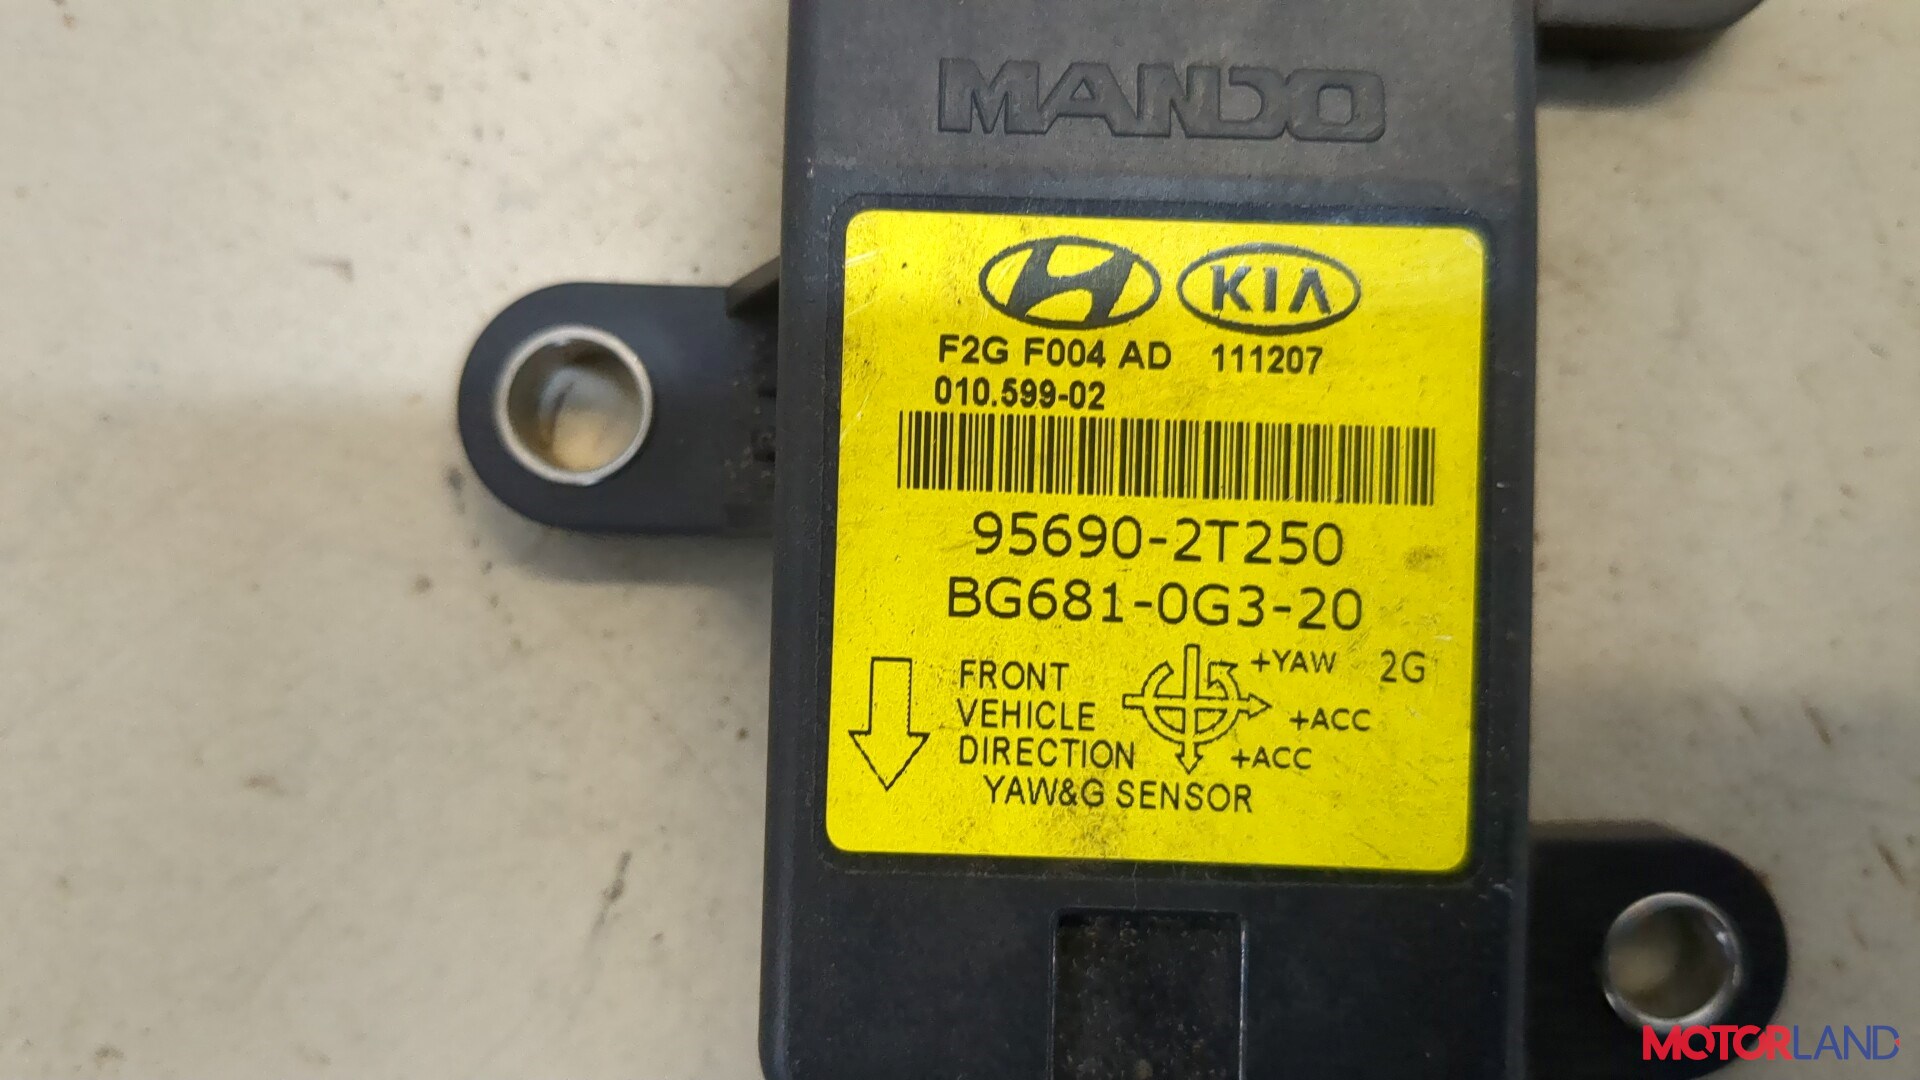 MANDO
KIA
F2G F004 AD 111207
010.599-02
95690-2T250
BG681-0G3-20
FRONT
VEHICLE
DIRECTION
+YAW 2G
+ACC
+ACC
YAW&G SENSOR
MOTORLAND